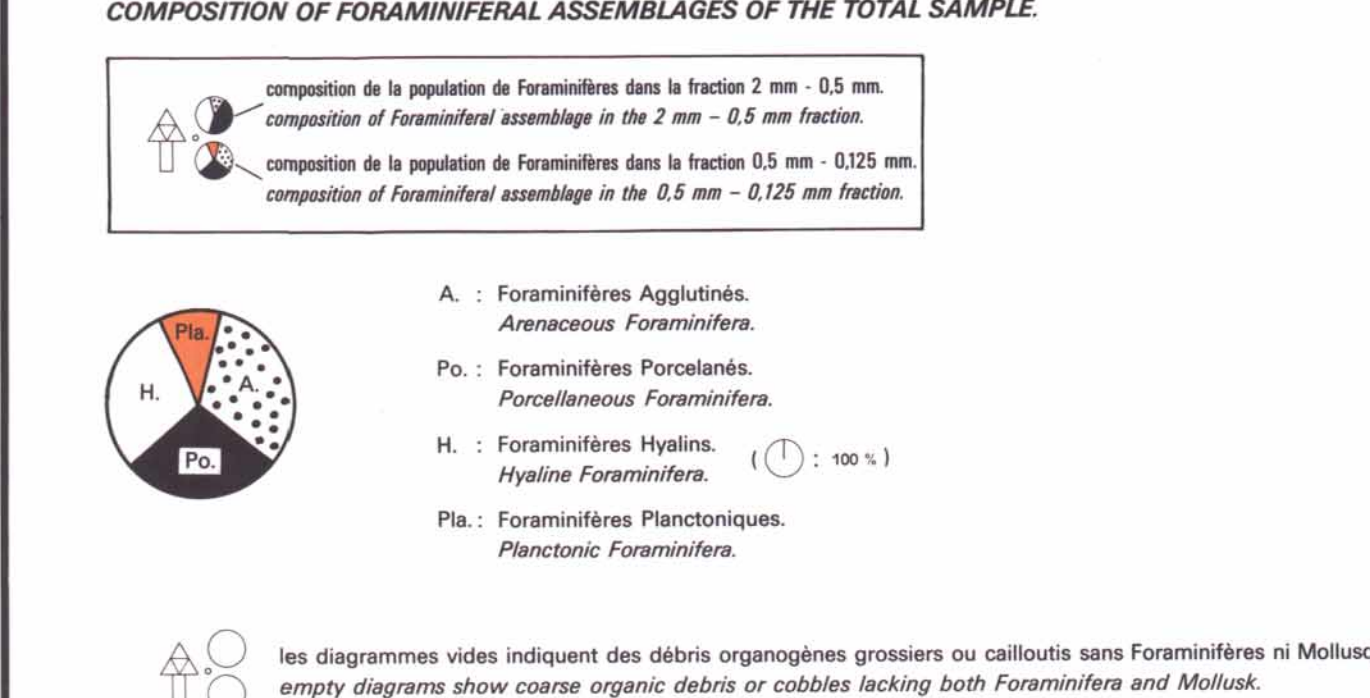 COMPOSITION OF FORAMINIFERAL ASSEMBLAGES OF THE TOTAL SAMPLE.
composition de la population de Foraminifères dans la fraction 2 mm - 0,5 mm.
composition of Foraminiferal assemblage in the 2 mm – 0,5 mm fraction.
composition de la population de Foraminifères dans la fraction 0,5 mm - 0,125 mm.
composition of Foraminiferal assemblage in the 0,5 mm – 0,125 mm fraction.
Pla.
H.
A.
Po.
A. : Foraminifères Agglutinés.
Arenaceous Foraminifera.
Po. : Foraminifères Porcelanés.
Porcellaneous Foraminifera.
H. : Foraminifères Hyalins. ( : 100 % )
Hyaline Foraminifera.
Pla. : Foraminifères Planctoniques.
Planctonic Foraminifera.
les diagrammes vides indiquent des débris organogènes grossiers ou cailloutis sans Foraminifères ni
empty diagrams show coarse organic debris or cobbles lacking both Foraminifera and Mollusk.